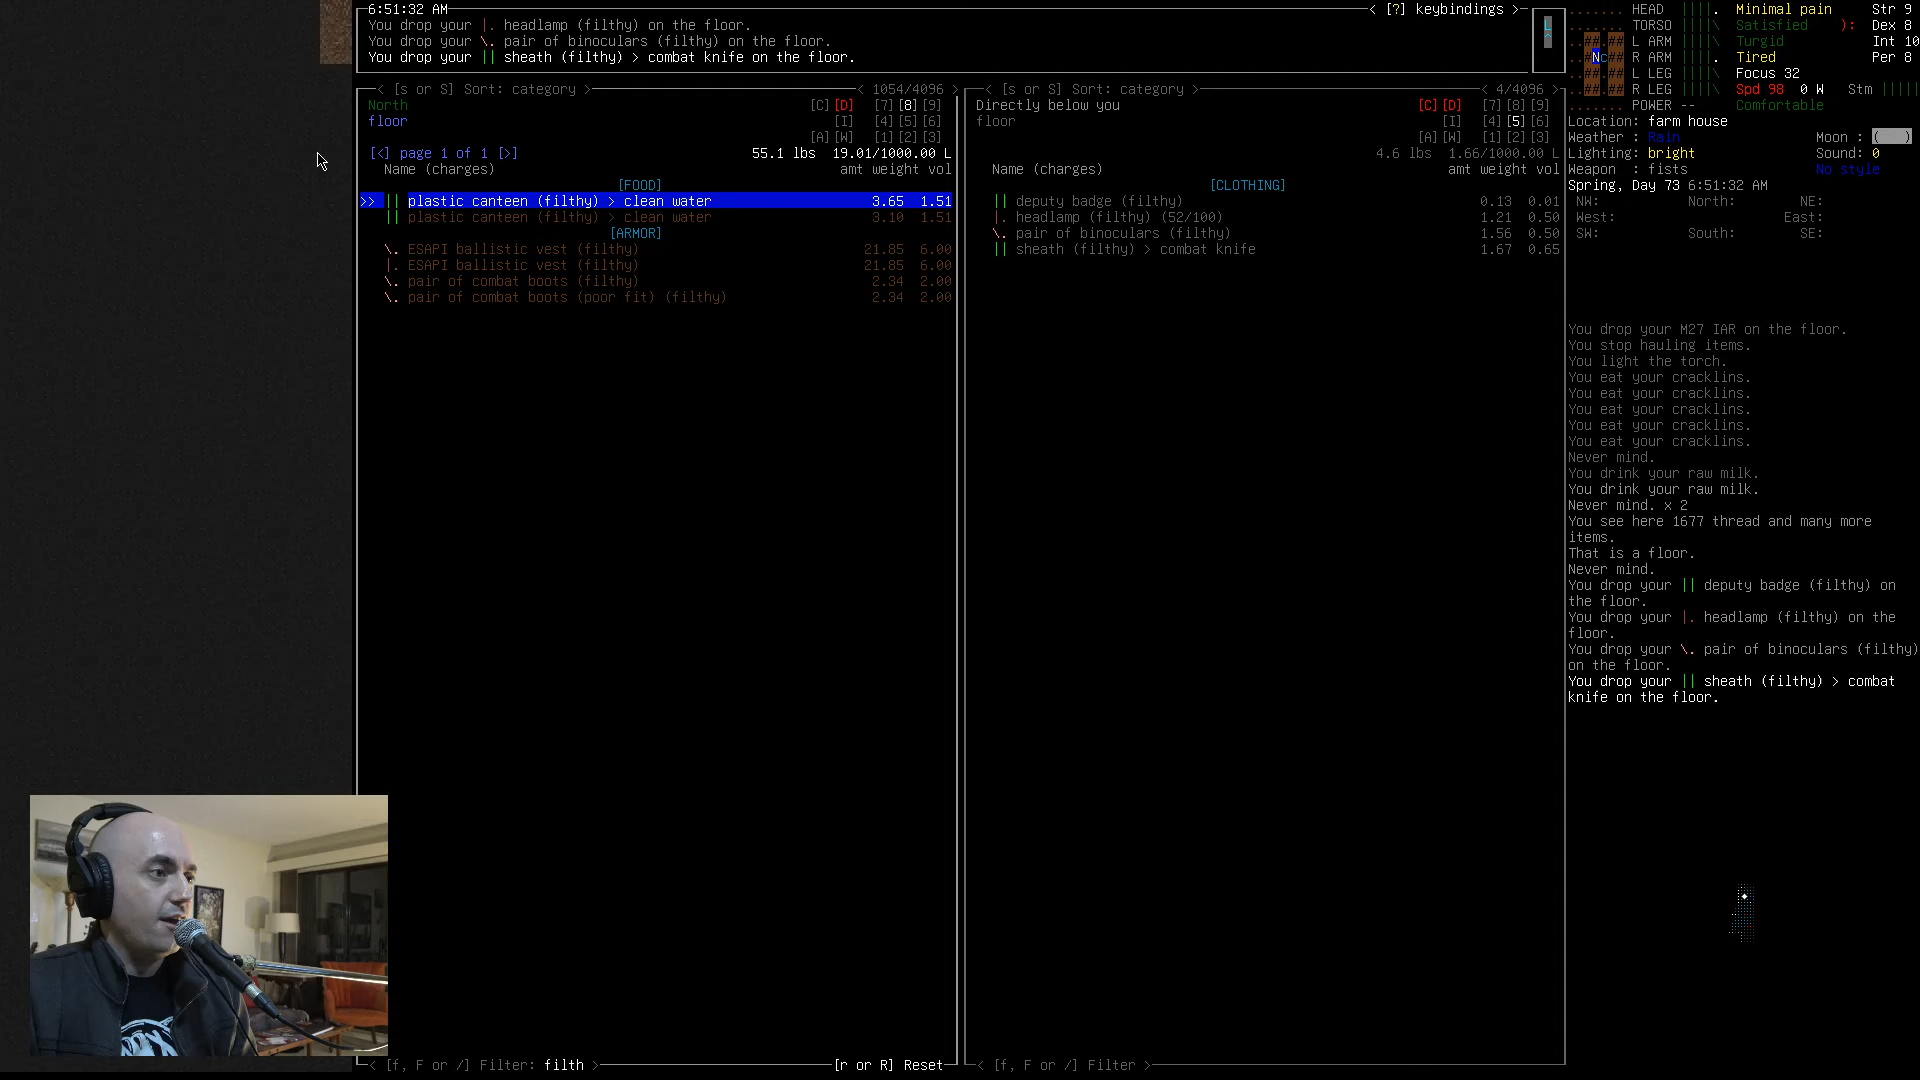 6:51:32 AM
< [?] keybindings >
You drop your |. headlamp (filthy) on the floor.
You drop your \. pair of binoculars (filthy) on the floor.
You drop your || sheath (filthy) > combat knife on the floor.
< [s or S] Sort: category >
< 1054/4096 >
North
[C] [D] [7] [8] [9]
floor
[I] [4] [5] [6]
[A] [W] [1] [2] [3]
[<] page 1 of 1 [>]
55.1 lbs 19.01/1000.00 L
Name (charges) amt weight vol
[FOOD]
>> || plastic canteen (filthy) > clean water 3.65 1.51
|| plastic canteen (filthy) > clean water 3.10 1.51
[ARMOR]
\. ESAPI ballistic vest (filthy) 21.85 6.00
|. ESAPI ballistic vest (filthy) 21.85 6.00
\. pair of combat boots (filthy) 2.34 2.00
\. pair of combat boots (poor fit) (filthy) 2.34 2.00
< [f, F or /] Filter: filth >
[r or R] Reset
< [s or S] Sort: category >
< 4/4096 >
Directly below you
[C] [D] [7] [8] [9]
floor
[I] [4] [5] [6]
[A] [W] [1] [2] [3]
4.6 lbs 1.66/1000.00 L
Name (charges) amt weight vol
[CLOTHING]
|| deputy badge (filthy) 0.13 0.01
|. headlamp (filthy) (52/100) 1.21 0.50
\. pair of binoculars (filthy) 1.56 0.50
|| sheath (filthy) > combat knife 1.67 0.65
< [f, F or /] Filter >
HEAD ||||. Minimal pain Str 9
TORSO ||||\ Satisfied ): Dex 8
L ARM ||||\ Turgid Int 10
R ARM ||||. Tired Per 8
L LEG ||||\ Focus 32
R LEG ||||\ Spd 98 0 W Stm |||||
POWER -- Comfortable
Location: farm house
Weather : Rain Moon : ( )
Lighting: bright Sound: 0
Weapon : fists No style
Spring, Day 73 6:51:32 AM
NW: North: NE:
West: East:
SW: South: SE:
You drop your M27 IAR on the floor.
You stop hauling items.
You light the torch.
You eat your cracklins.
You eat your cracklins.
You eat your cracklins.
You eat your cracklins.
You eat your cracklins.
Never mind.
You drink your raw milk.
You drink your raw milk.
Never mind. x 2
You see here 1677 thread and many more
items.
That is a floor.
Never mind.
You drop your || deputy badge (filthy) on
the floor.
You drop your |. headlamp (filthy) on the
floor.
You drop your \. pair of binoculars (filthy)
on the floor.
You drop your || sheath (filthy) > combat
knife on the floor.